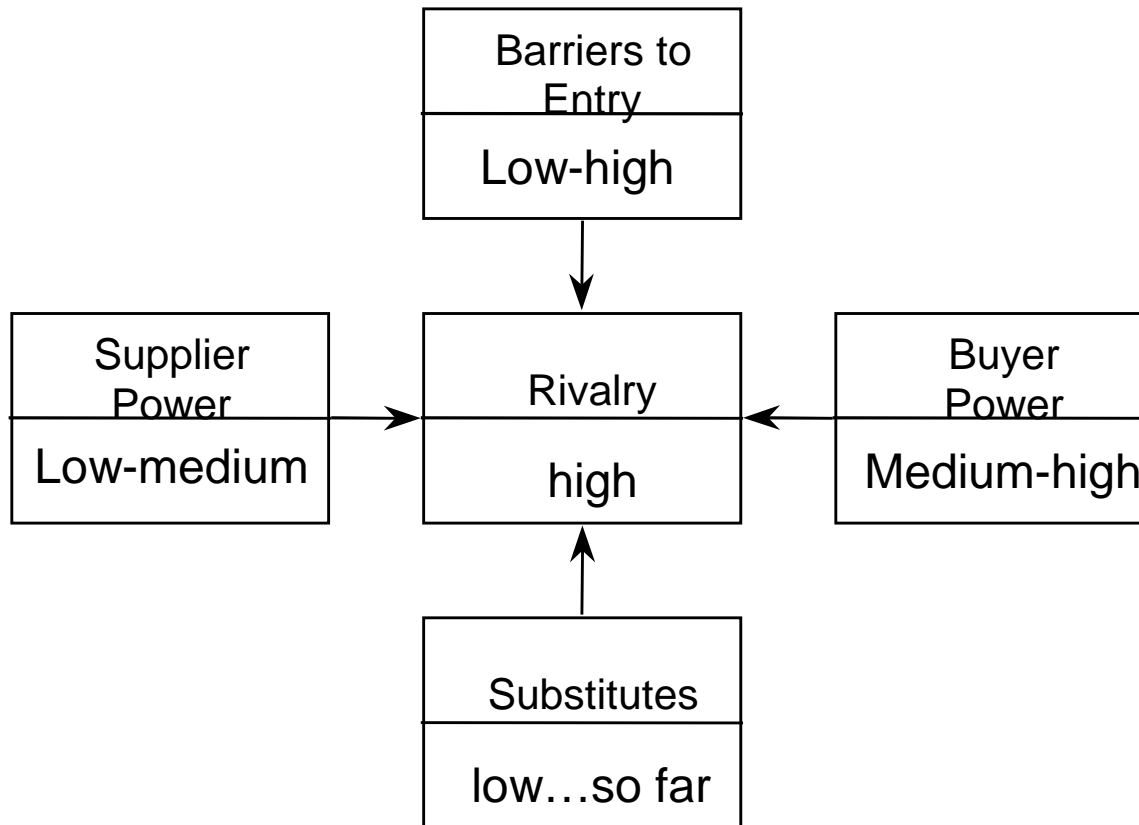 Barriers to
Entry
Low-high
Supplier
Power
Low-medium
Rivalry
high
Buyer
Power
Medium-high
Substitutes
low…so far